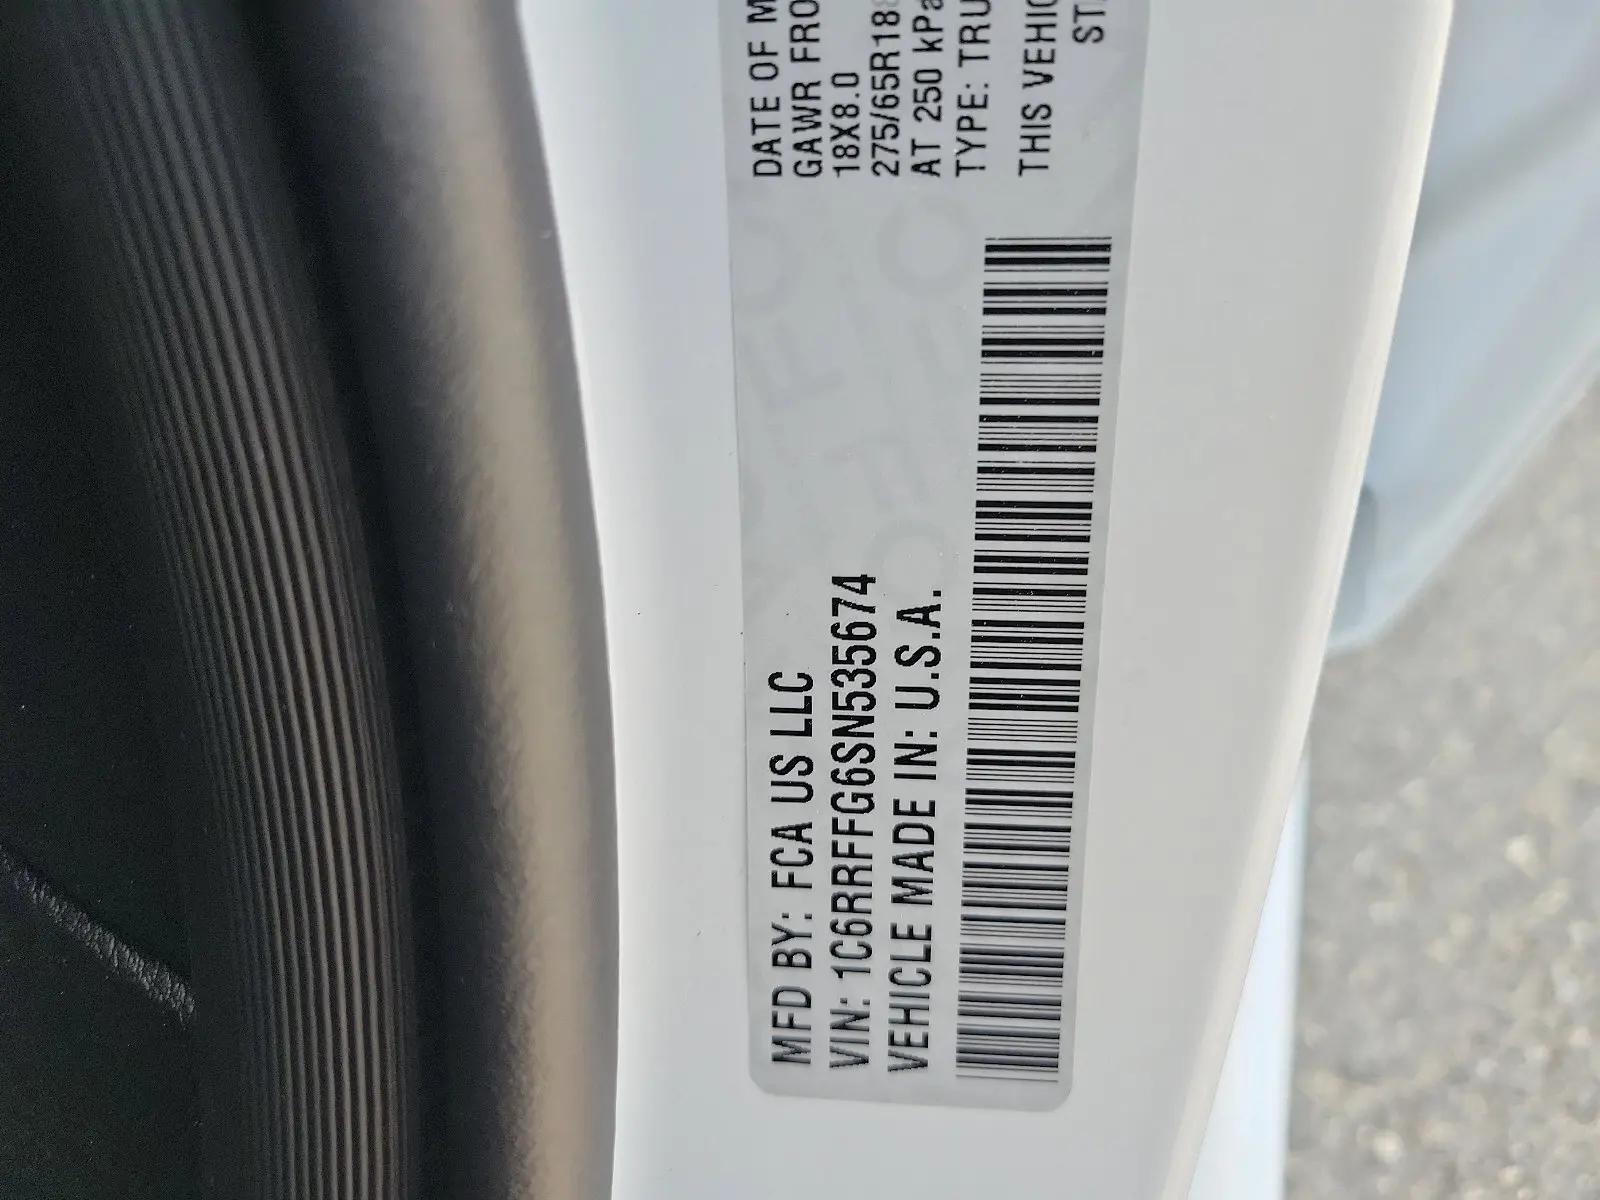 MFD BY: FCA US LLC
VIN: 1C6RRFFG6SN535674
VEHICLE MADE IN: U.S.A.
DATE OF M
GAWR FRO
18X8.0
275/65R18
AT 250 kPa
TYPE: TRU
THIS VEHIC
ST